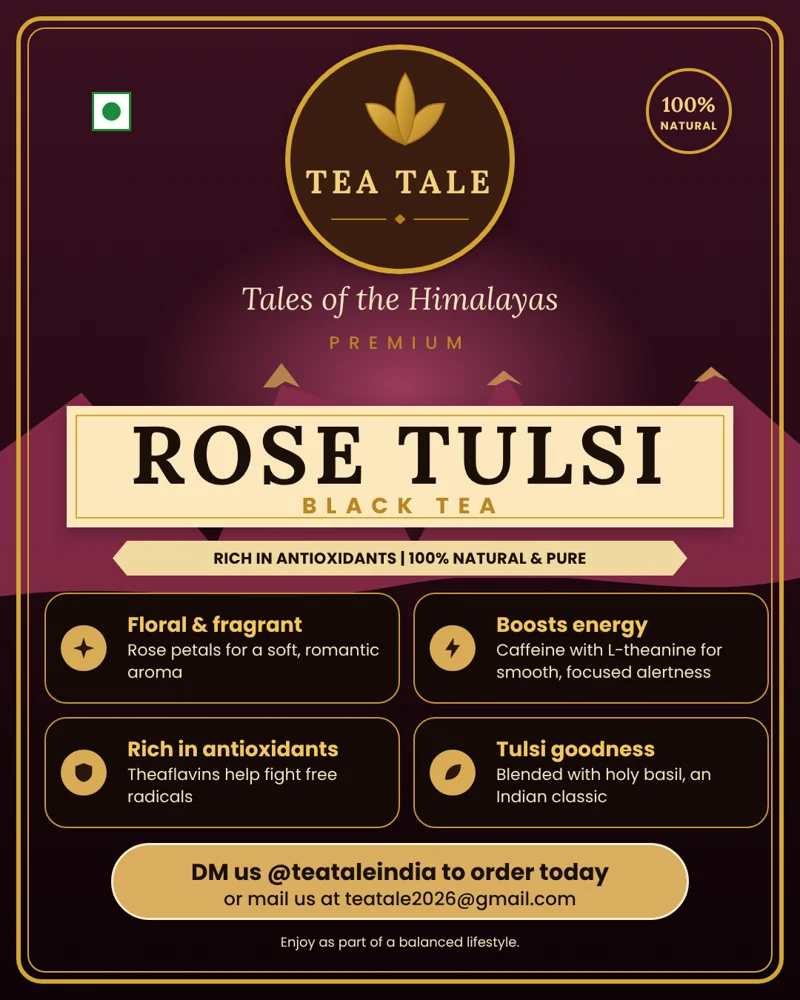 100%
NATURAL
TEA TALE
Tales of the Himalayas
PREMIUM
ROSE TULSI
BLACK TEA
RICH IN ANTIOXIDANTS | 100% NATURAL & PURE
Floral & fragrant
Rose petals for a soft, romantic
aroma
Boosts energy
Caffeine with L-theanine for
smooth, focused alertness
Rich in antioxidants
Theaflavins help fight free
radicals
Tulsi goodness
Blended with holy basil, an
Indian classic
DM us @teataleindia to order today
or mail us at teatale2026@gmail.com
Enjoy as part of a balanced lifestyle.